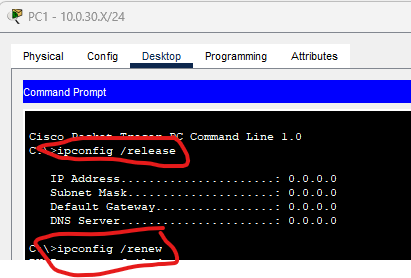 PC1 - 10.0.30.X/24
Physical Config Desktop Programming Attributes
Command Prompt
Cisco Packet Tracer PC Command Line 1.0
C:\>ipconfig /release
IP Address......................: 0.0.0.0
Subnet Mask.....................: 0.0.0.0
Default Gateway.................: 0.0.0.0
DNS Server......................: 0.0.0.0
C:\>ipconfig /renew